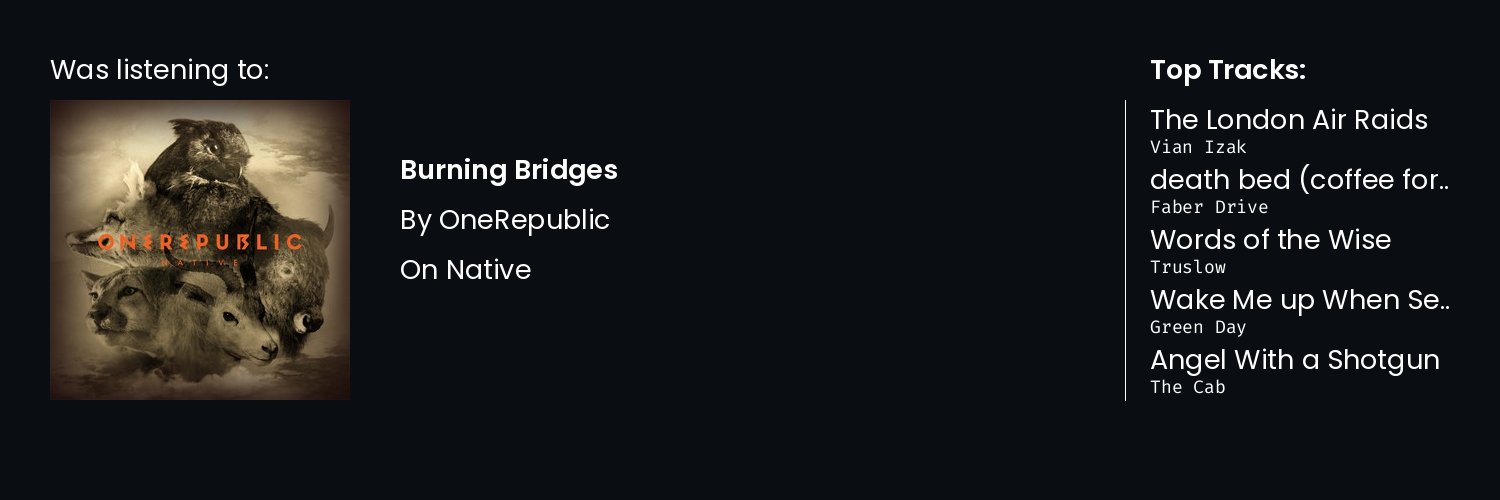 Was listening to:
ONEREPUBLIC
NATIVE
Burning Bridges
By OneRepublic
On Native
Top Tracks:
The London Air Raids
Vian Izak
death bed (coffee for..
Faber Drive
Words of the Wise
Truslow
Wake Me up When Se..
Green Day
Angel With a Shotgun
The Cab